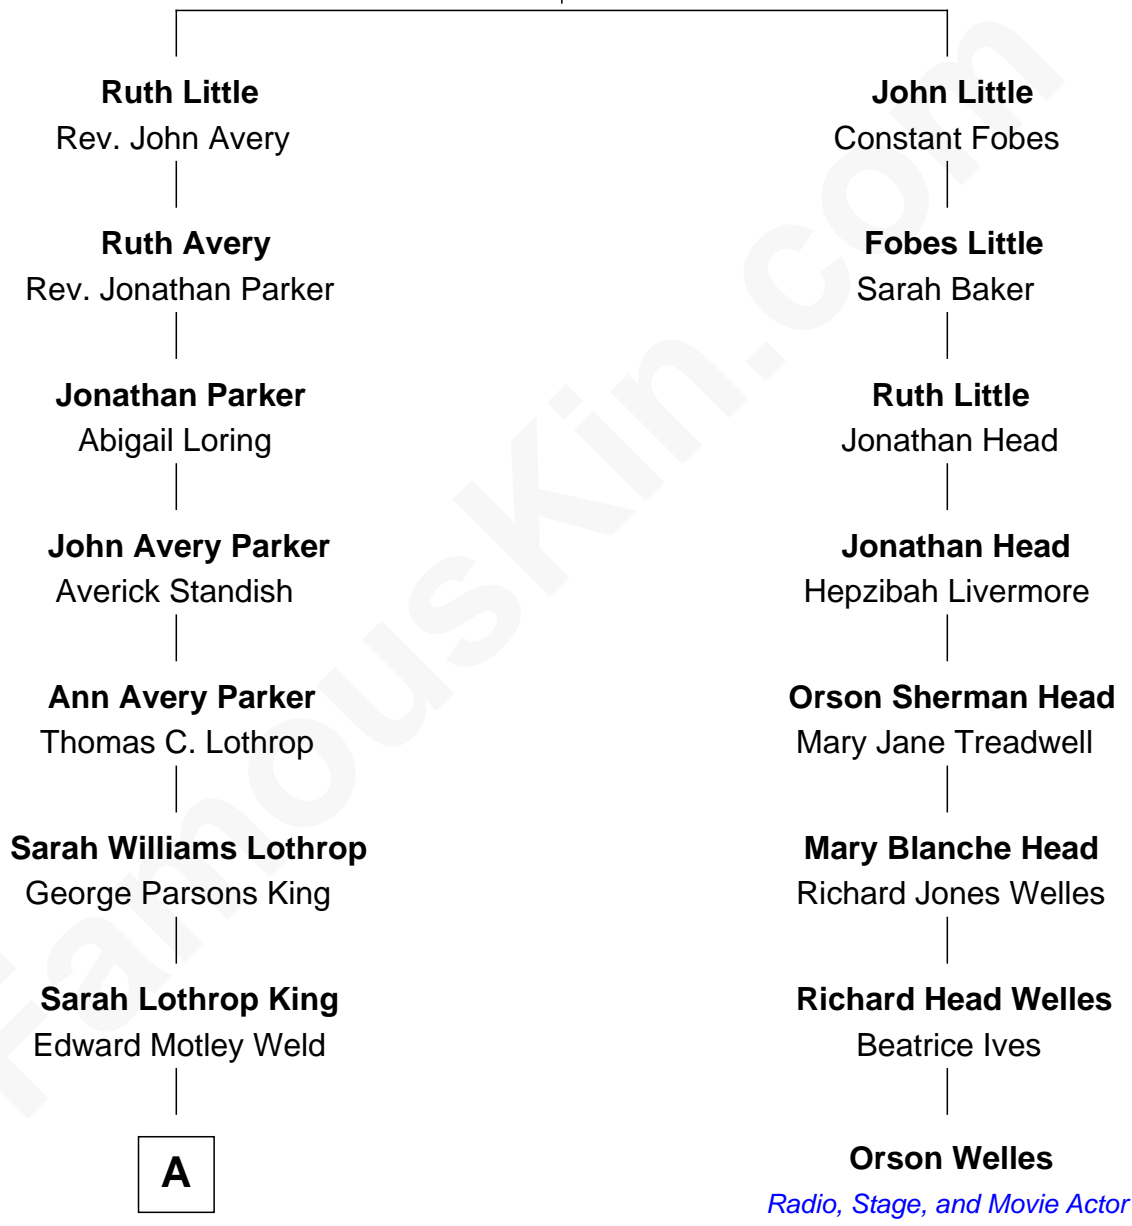 Ruth Little
Rev. John Avery
Ruth Avery
Rev. Jonathan Parker
Jonathan Parker
Abigail Loring
John Avery Parker
Averick Standish
Ann Avery Parker
Thomas C. Lothrop
Sarah Williams Lothrop
George Parsons King
Sarah Lothrop King
Edward Motley Weld
A
John Little
Constant Fobes
Fobes Little
Sarah Baker
Ruth Little
Jonathan Head
Jonathan Head
Hepzibah Livermore
Orson Sherman Head
Mary Jane Treadwell
Mary Blanche Head
Richard Jones Welles
Richard Head Welles
Beatrice Ives
Orson Welles
Radio, Stage, and Movie Actor
FamousKin.com